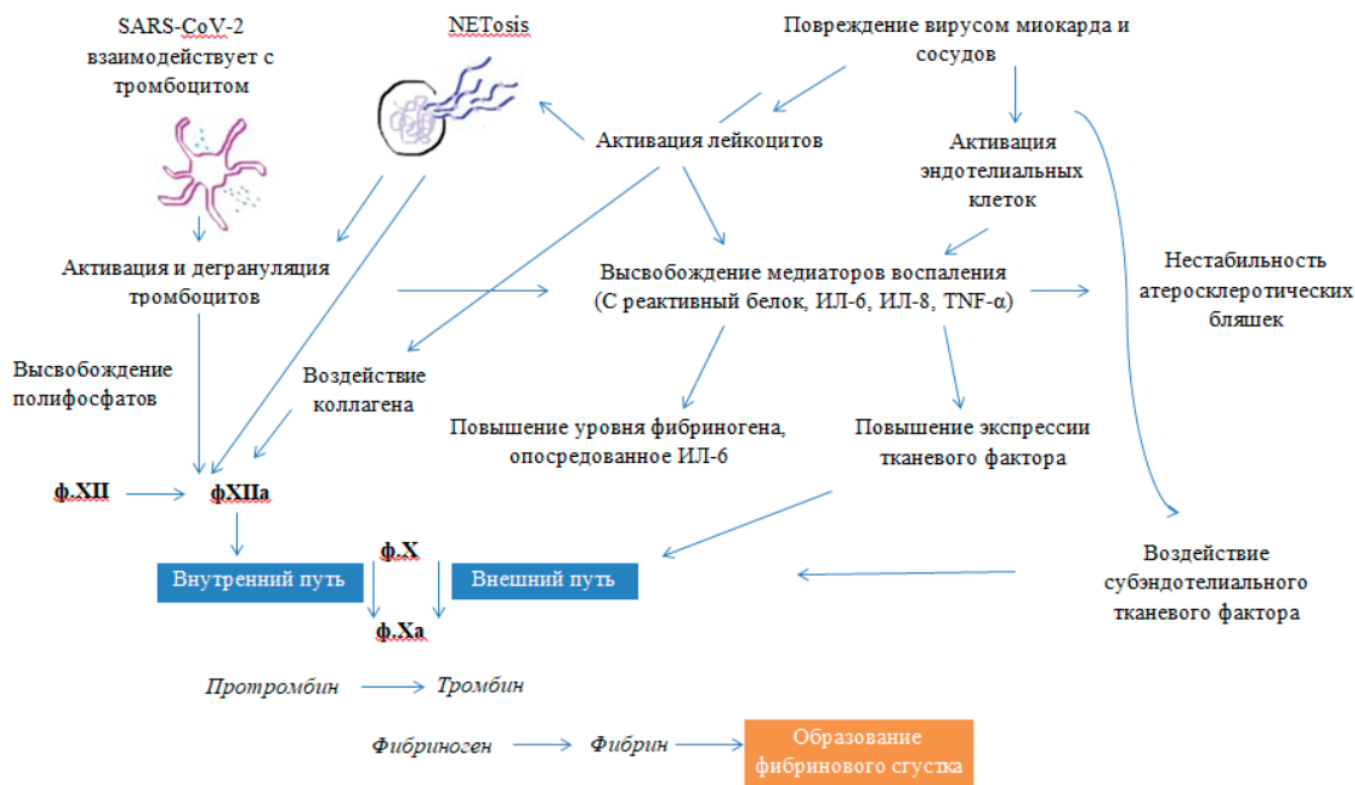 SARS-CoV-2
взаимодействует с
тромбоцитом
NETosis
Повреждение вирусом миокарда и
сосудов
Активация лейкоцитов
Активация
эндотелиальных
клеток
Активация и дегрануляция
тромбоцитов
Высвобождение медиаторов воспаления
(С реактивный белок, ИЛ-6, ИЛ-8, TNF-α)
Нестабильность
атеросклеротических
бляшек
Высвобождение
полифосфатов
Воздействие
коллагена
Повышение уровня фибриногена,
опосредованное ИЛ-6
Повышение экспрессии
тканевого фактора
ф.XII
фXIIa
Внутренний путь
ф.X
Внешний путь
ф.Xa
Воздействие
субэндотелиального
тканевого фактора
Протромбин
Тромбин
Фибриноген
Фибрин
Образование
фибринового сгустка